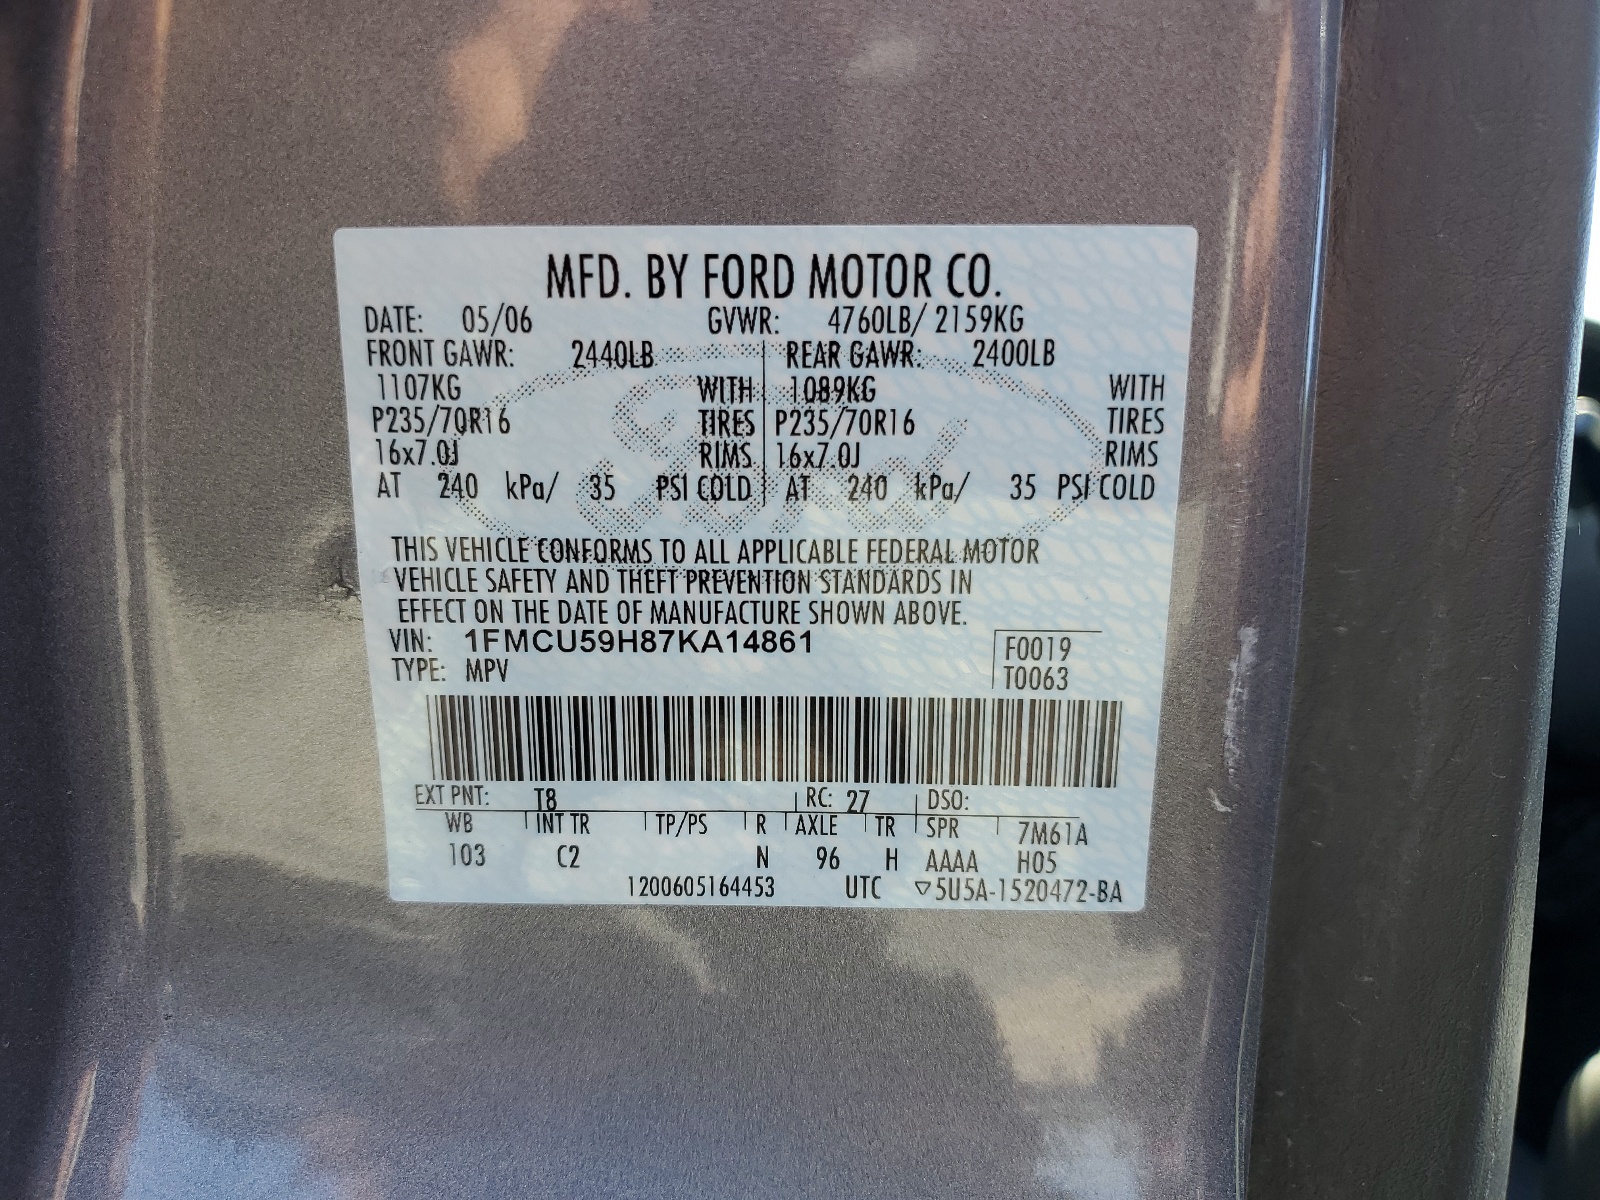 MFD. BY FORD MOTOR CO.
DATE: 05/06 GVWR: 4760LB/ 2159KG
FRONT GAWR: 2440LB REAR GAWR: 2400LB
1107KG WITH 1089KG WITH
P235/70R16 TIRES P235/70R16 TIRES
16x7.0J RIMS 16x7.0J RIMS
AT 240 kPa/ 35 PSI COLD AT 240 kPa/ 35 PSI COLD
THIS VEHICLE CONFORMS TO ALL APPLICABLE FEDERAL MOTOR
VEHICLE SAFETY AND THEFT PREVENTION STANDARDS IN
EFFECT ON THE DATE OF MANUFACTURE SHOWN ABOVE.
VIN: 1FMCU59H87KA14861 F0019
TYPE: MPV T0063
EXT PNT: T8 RC: 27 DSO:
WB INT TR TP/PS R AXLE TR SPR 7M61A
103 C2 N 96 H AAAA H05
1200605164453 UTC ▽5U5A-1520472-BA